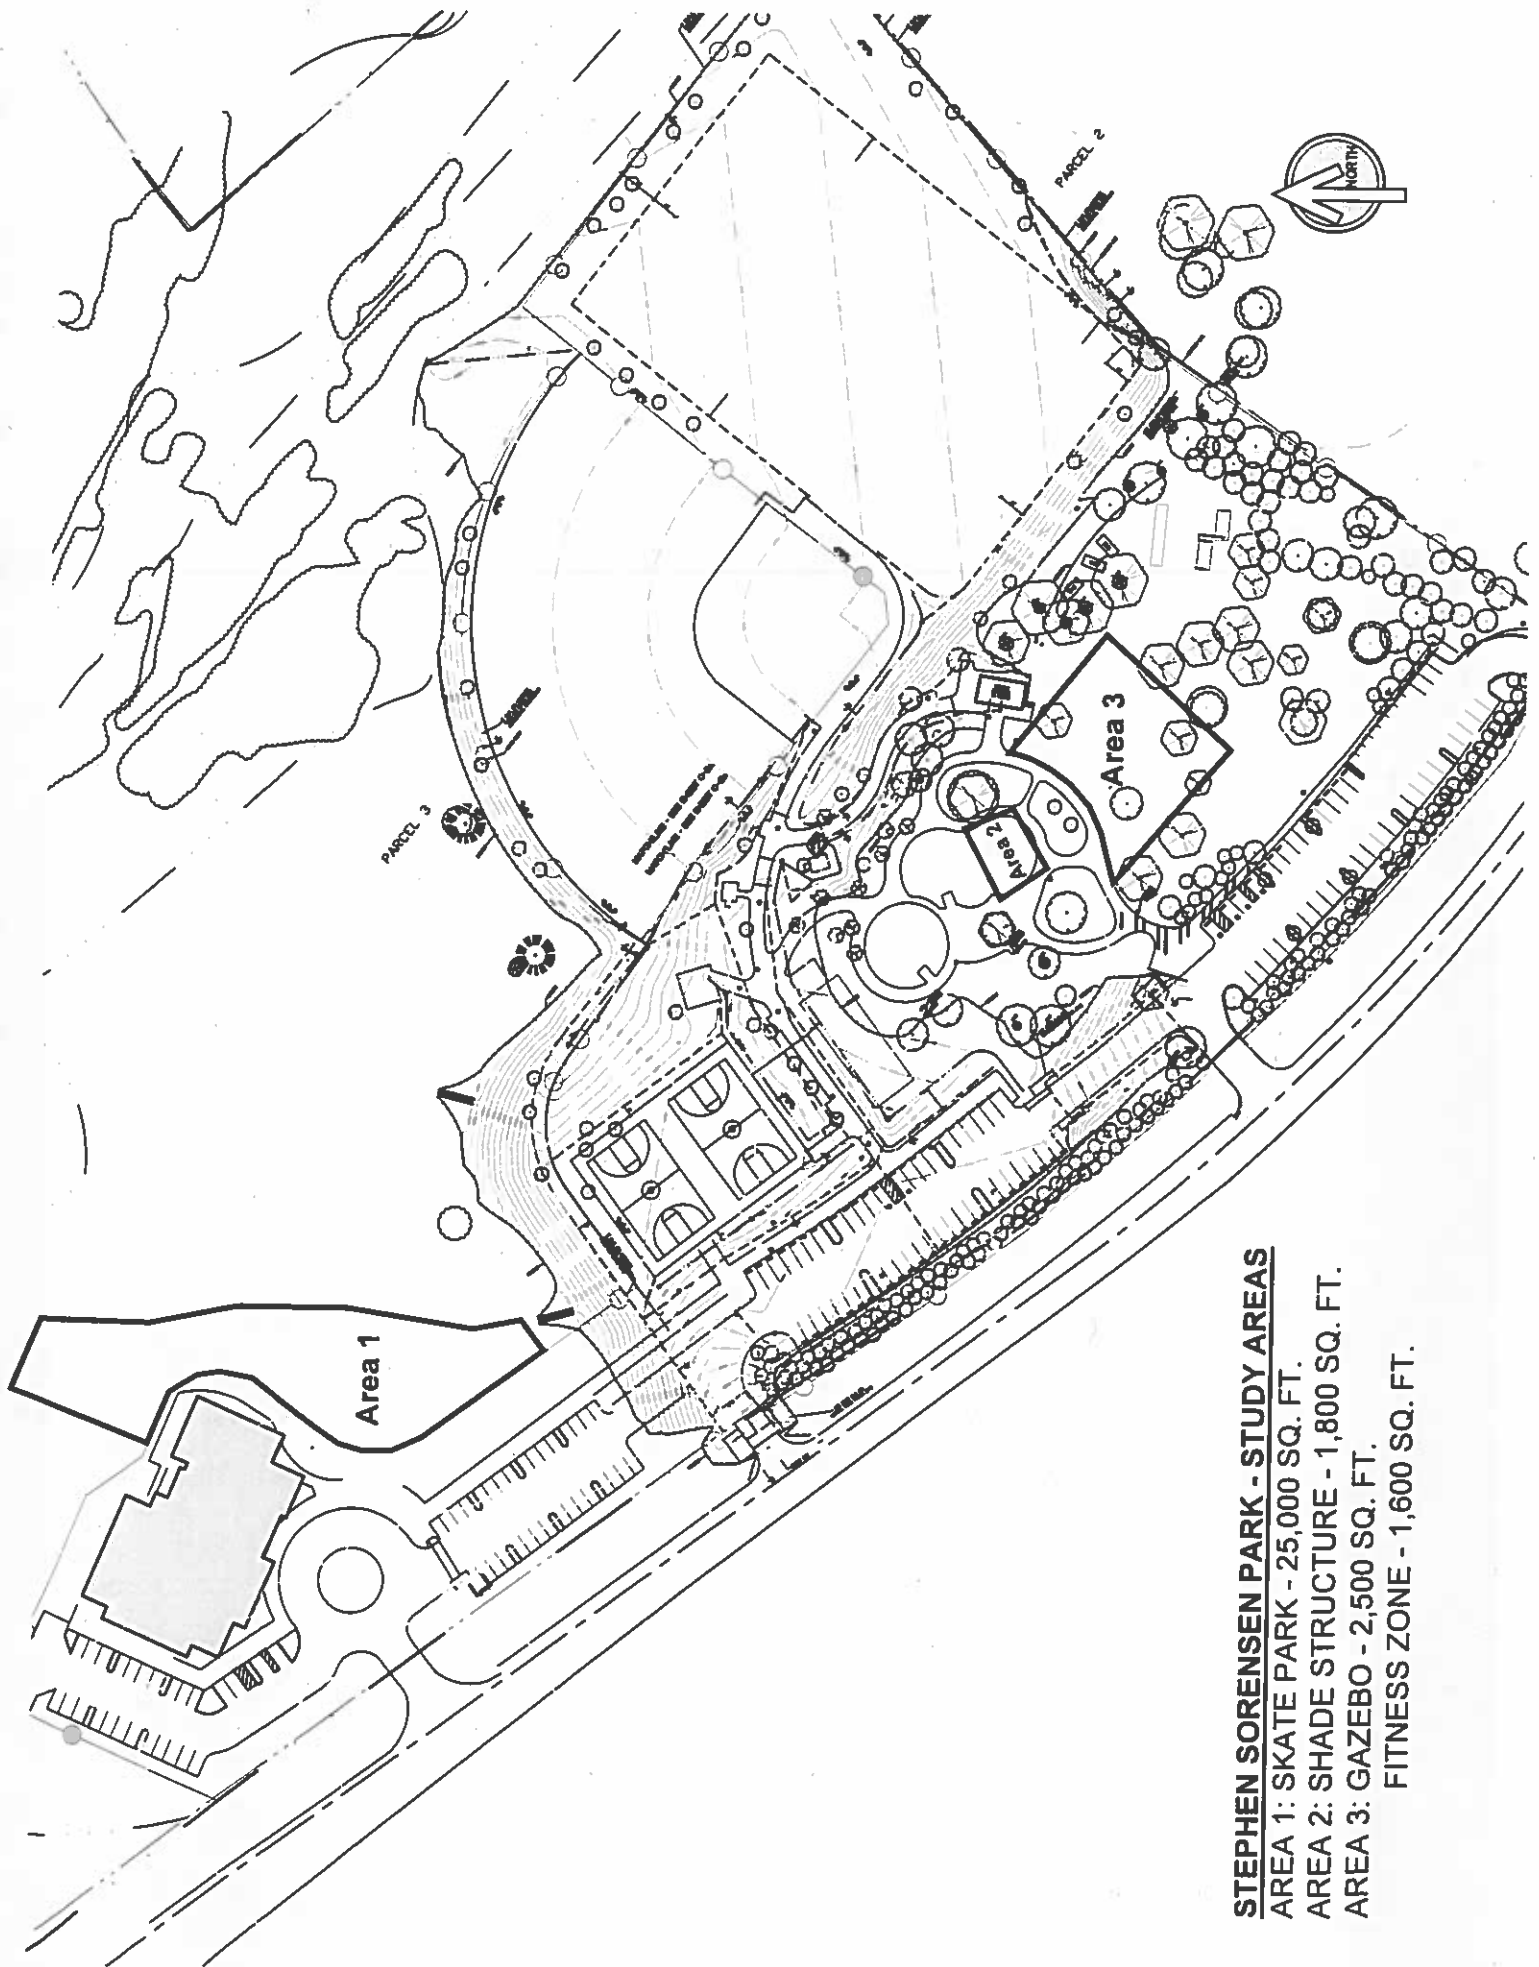 PARCEL 2
NORTH
PARCEL 3
Area 3
Area 2
Area 1
STEPHEN SORENSEN PARK - STUDY AREAS
AREA 1: SKATE PARK - 25,000 SQ. FT.
AREA 2: SHADE STRUCTURE - 1,800 SQ. FT.
AREA 3: GAZEBO - 2,500 SQ. FT.
FITNESS ZONE - 1,600 SQ. FT.